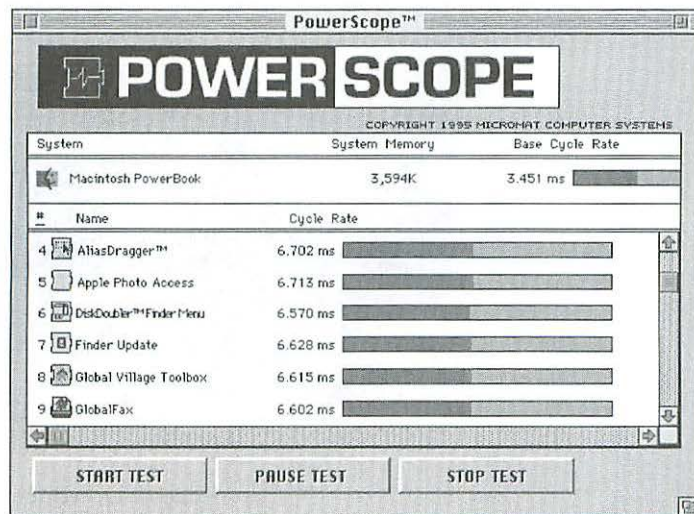 PowerScope™
POWER SCOPE
COPYRIGHT 1995 MICROMAT COMPUTER SYSTEMS
System System Memory Base Cycle Rate
Macintosh PowerBook 3,594K 3.451 ms
# Name Cycle Rate
4 AliasDragger™ 6.702 ms
5 Apple Photo Access 6.713 ms
6 DiskDoubler™ Finder Menu 6.570 ms
7 Finder Update 6.628 ms
8 Global Village Toolbox 6.615 ms
9 GlobalFax 6.602 ms
START TEST PAUSE TEST STOP TEST